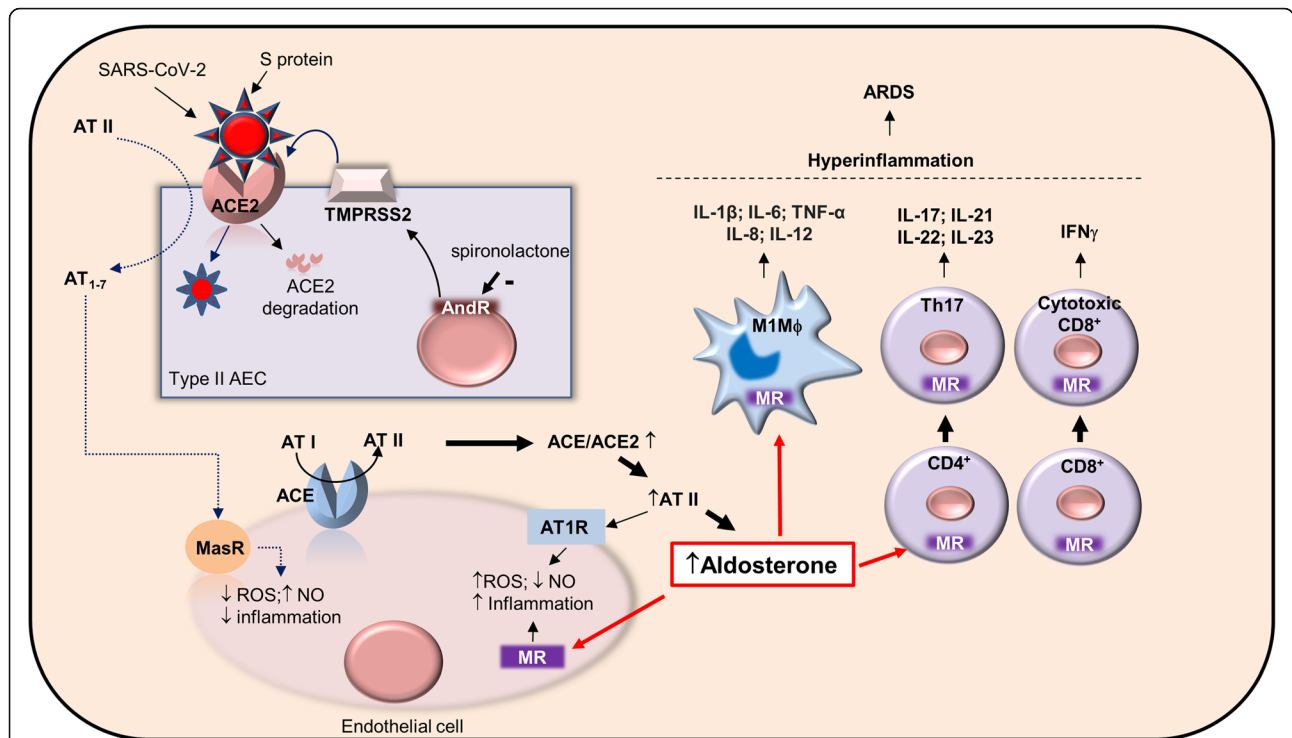 SARS-CoV-2
S protein
AT II
ACE2
TMPRSS2
spironolactone
-
AndR
ACE2
degradation
Type II AEC
AT1-7
ARDS
Hyperinflammation
IL-1β; IL-6; TNF-α
IL-8; IL-12
IL-17; IL-21
IL-22; IL-23
IFNγ
M1Mϕ
MR
Th17
MR
Cytotoxic
CD8+
MR
CD4+
MR
CD8+
MR
AT I
AT II
ACE
ACE/ACE2 ↑
↑AT II
AT1R
↑Aldosterone
MasR
↓ ROS;↑ NO
↓ inflammation
↑ROS; ↓ NO
↑ Inflammation
MR
Endothelial cell